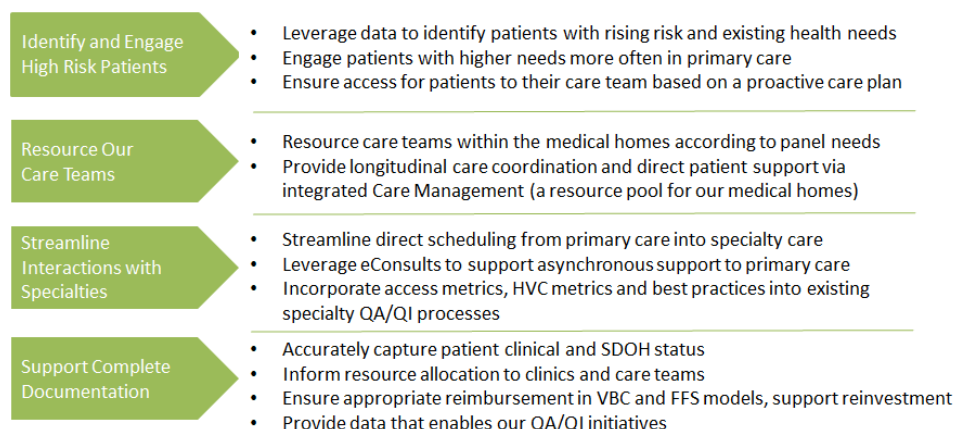 Identify and Engage
High Risk Patients
• Leverage data to identify patients with rising risk and existing health needs
• Engage patients with higher needs more often in primary care
• Ensure access for patients to their care team based on a proactive care plan
Resource Our
Care Teams
• Resource care teams within the medical homes according to panel needs
• Provide longitudinal care coordination and direct patient support via
integrated Care Management (a resource pool for our medical homes)
Streamline
Interactions with
Specialties
• Streamline direct scheduling from primary care into specialty care
• Leverage eConsults to support asynchronous support to primary care
• Incorporate access metrics, HVC metrics and best practices into existing
specialty QA/QI processes
Support Complete
Documentation
• Accurately capture patient clinical and SDOH status
• Inform resource allocation to clinics and care teams
• Ensure appropriate reimbursement in VBC and FFS models, support reinvestment
• Provide data that enables our QA/QI initiatives